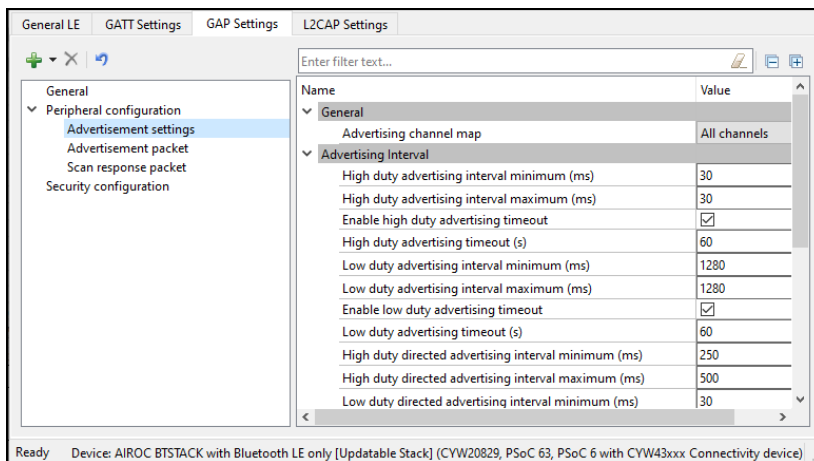 General LE GATT Settings GAP Settings L2CAP Settings
Enter filter text...
General
Peripheral configuration
Advertisement settings
Advertisement packet
Scan response packet
Security configuration
Name Value
General
Advertising channel map All channels
Advertising Interval
High duty advertising interval minimum (ms) 30
High duty advertising interval maximum (ms) 30
Enable high duty advertising timeout
High duty advertising timeout (s) 60
Low duty advertising interval minimum (ms) 1280
Low duty advertising interval maximum (ms) 1280
Enable low duty advertising timeout
Low duty advertising timeout (s) 60
High duty directed advertising interval minimum (ms) 250
High duty directed advertising interval maximum (ms) 500
Low duty directed advertising interval minimum (ms) 30
Ready Device: AIROC BTSTACK with Bluetooth LE only [Updatable Stack] (CYW20829, PSoC 63, PSoC 6 with CYW43xxx Connectivity device)